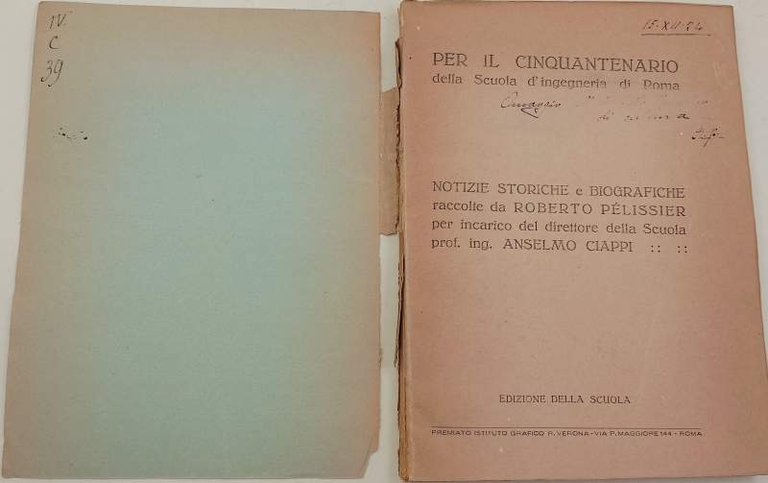 IV
C
39
15·XII·24
PER IL CINQUANTENARIO
della Scuola d'ingegneria di Roma
Omaggio
NOTIZIE STORICHE e BIOGRAFICHE
raccolte da ROBERTO PÉLISSIER
per incarico del direttore della Scuola
prof. ing. ANSELMO CIAPPI :: ::
EDIZIONE DELLA SCUOLA
PREMIATO ISTITUTO GRAFICO R. VERONA - VIA P. MAGGIORE 144 - ROMA